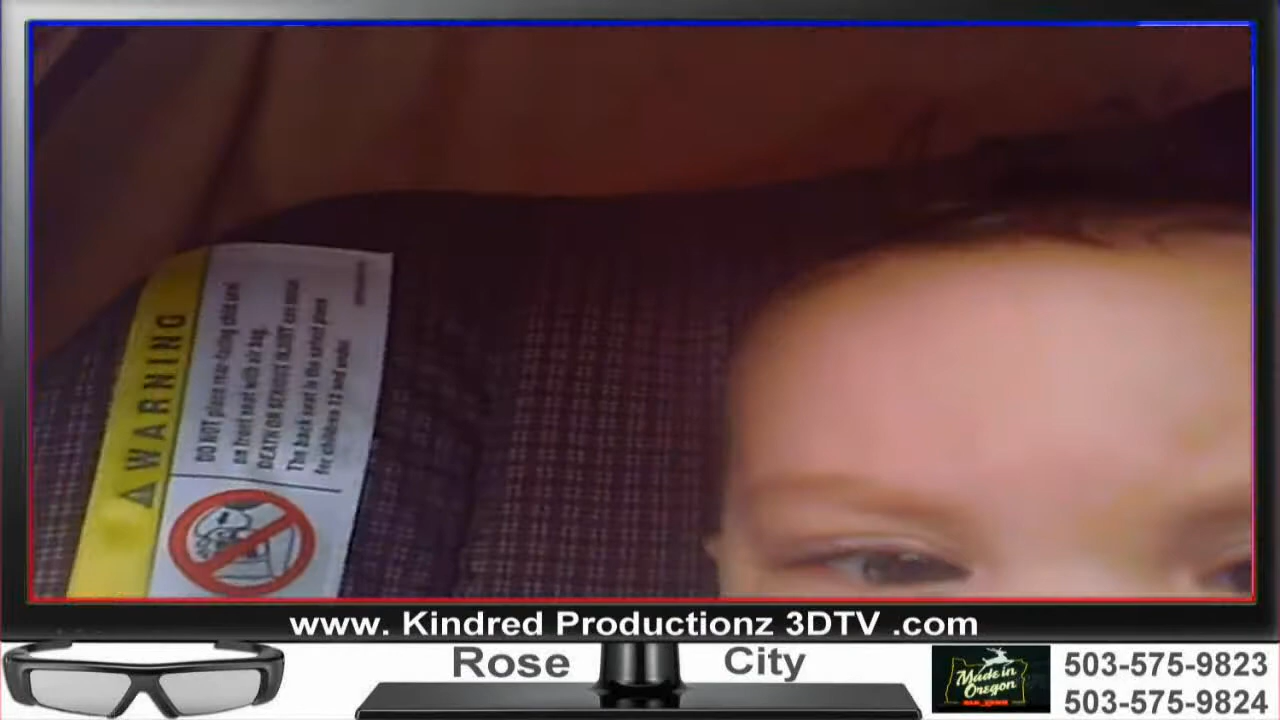 ⚠ WARNING
DO NOT place rear-facing child seat
on front seat with air bag.
DEATH OR SERIOUS INJURY can occur.
The back seat is the safest place
for children 12 and under.
www. Kindred Productionz 3DTV .com
Rose City
Made in
Oregon
503-575-9823
503-575-9824